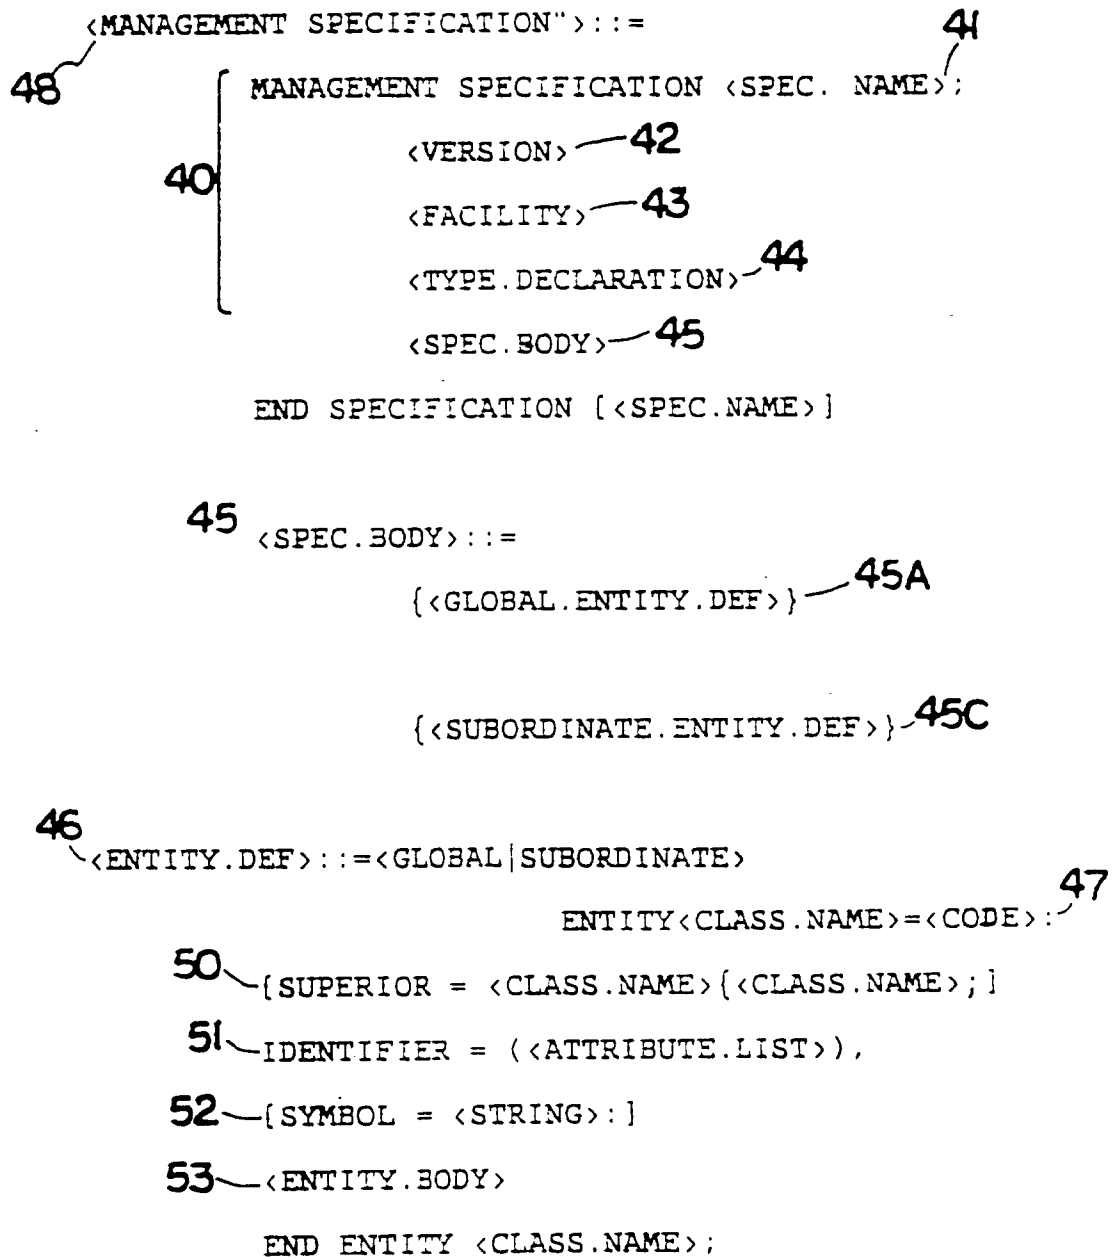 <MANAGEMENT SPECIFICATION">::=
48
41
MANAGEMENT SPECIFICATION <SPEC. NAME>;
40
<VERSION> 42
<FACILITY> 43
<TYPE.DECLARATION> 44
<SPEC.BODY> 45
END SPECIFICATION [<SPEC.NAME>]
45 <SPEC.BODY>::=
{<GLOBAL.ENTITY.DEF>} 45A
{<SUBORDINATE.ENTITY.DEF>} 45C
46 <ENTITY.DEF>::=<GLOBAL|SUBORDINATE>
ENTITY<CLASS.NAME>=<CODE>: 47
50 [SUPERIOR = <CLASS.NAME>{<CLASS.NAME>;]
51 IDENTIFIER = (<ATTRIBUTE.LIST>),
52 [SYMBOL = <STRING>:]
53 <ENTITY.BODY>
END ENTITY <CLASS.NAME>;